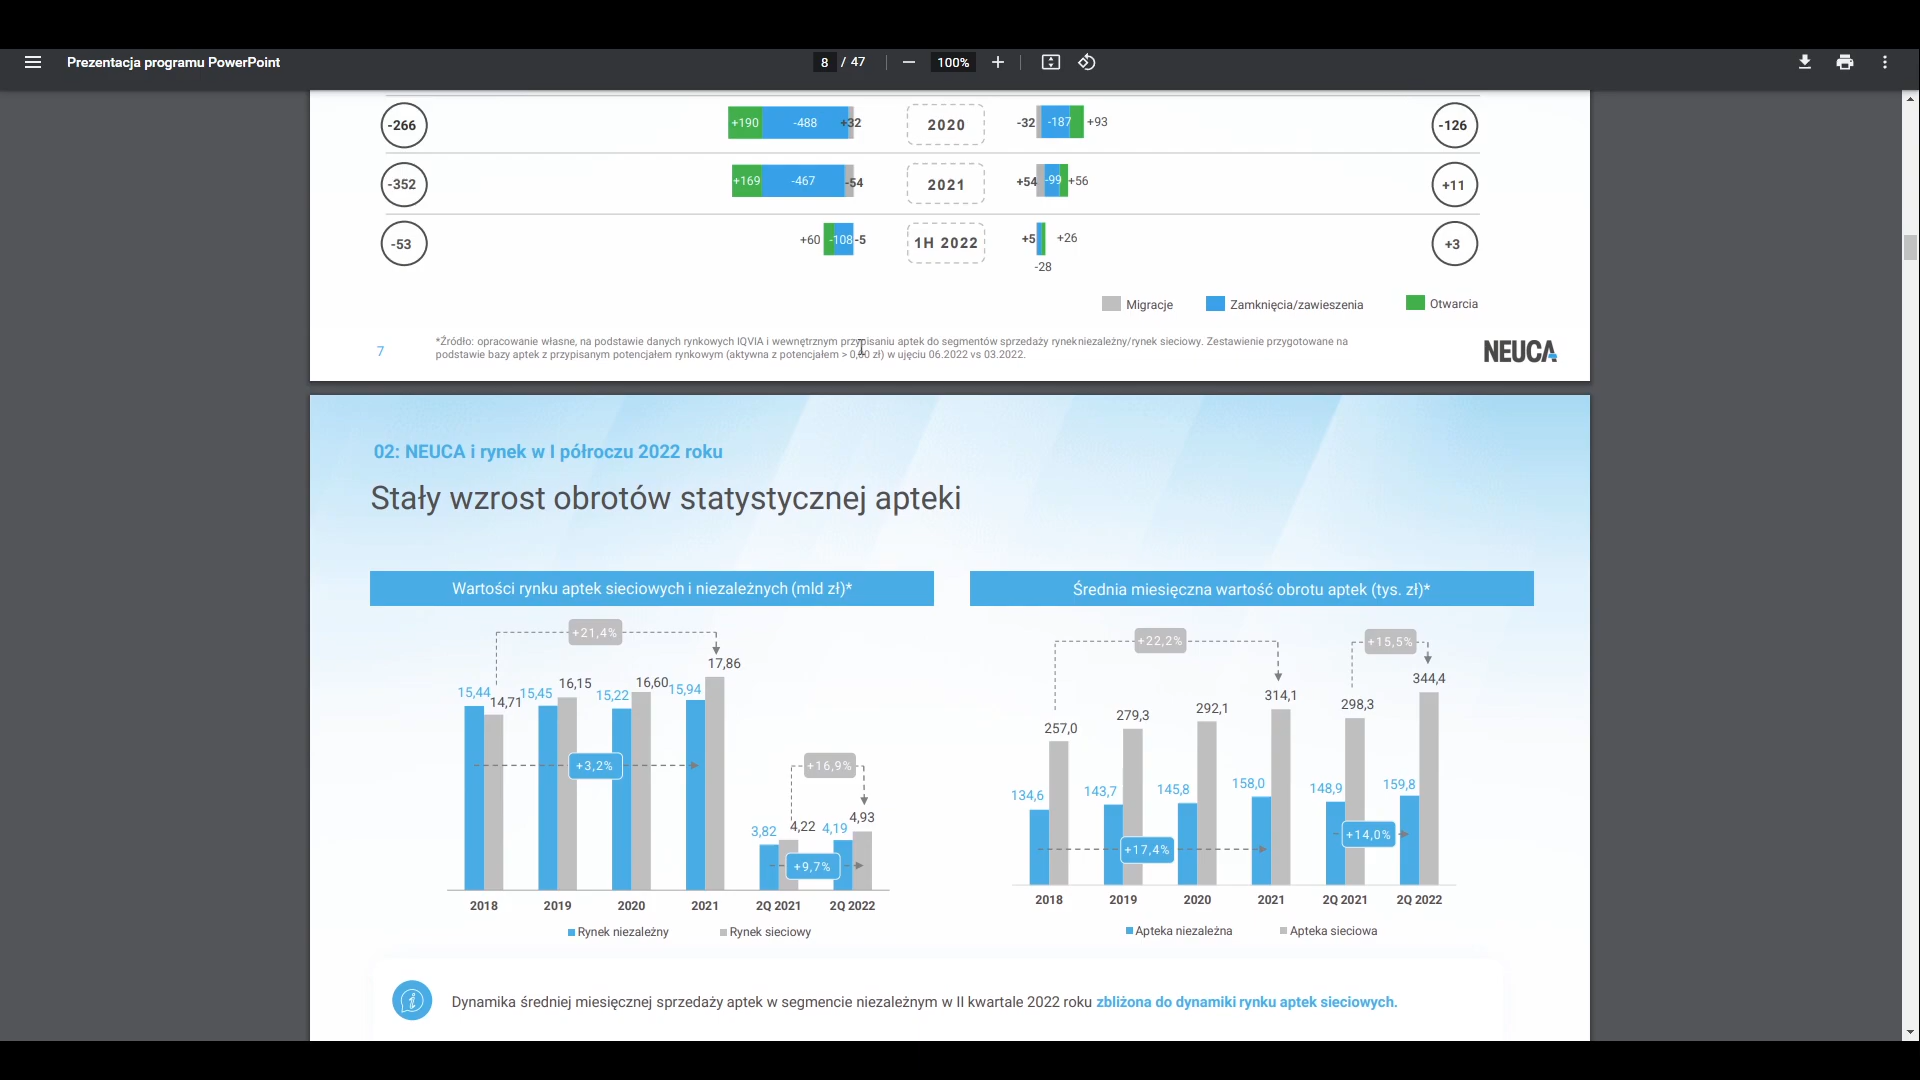 Prezentacja programu PowerPoint
8 / 47
100%
-266
+190 -488 +32
2020
-32 -187 +93
-126
-352
+169 -467 -54
2021
+54 -99 +56
+11
-53
+60 -108 -5
1H 2022
+5 +26
-28
+3
Migracje Zamknięcia/zawieszenia Otwarcia
7
*Źródło: opracowanie własne, na podstawie danych rynkowych IQVIA i wewnętrznym przypisaniu aptek do segmentów sprzedaży rynek niezależny/rynek sieciowy. Zestawienie przygotowane na
podstawie bazy aptek z przypisanym potencjałem rynkowym (aktywna z potencjałem > 0,00 zł) w ujęciu 06.2022 vs 03.2022.
NEUCA
02: NEUCA i rynek w I półroczu 2022 roku
Stały wzrost obrotów statystycznej apteki
Wartości rynku aptek sieciowych i niezależnych (mld zł)*
+21,4%
15,44 14,71 15,45 16,15 15,22 16,60 15,94 17,86
+3,2%
+16,9%
3,82 4,22 4,19 4,93
+9,7%
2018 2019 2020 2021 2Q 2021 2Q 2022
Rynek niezależny Rynek sieciowy
Średnia miesięczna wartość obrotu aptek (tys. zł)*
+22,2% +15,5%
257,0 279,3 292,1 314,1 298,3 344,4
134,6 143,7 145,8 158,0 148,9 159,8
+17,4% +14,0%
2018 2019 2020 2021 2Q 2021 2Q 2022
Apteka niezależna Apteka sieciowa
Dynamika średniej miesięcznej sprzedaży aptek w segmencie niezależnym w II kwartale 2022 roku zbliżona do dynamiki rynku aptek sieciowych.